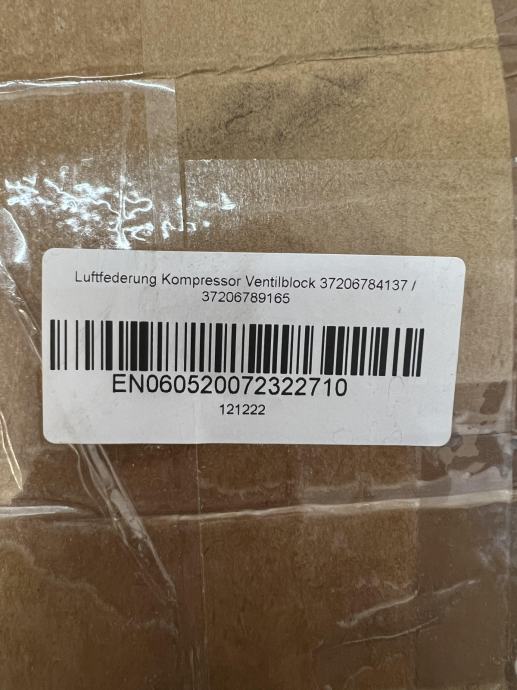 Luftfederung Kompressor Ventilblock 37206784137 /
37206789165
EN060520072322710
121222